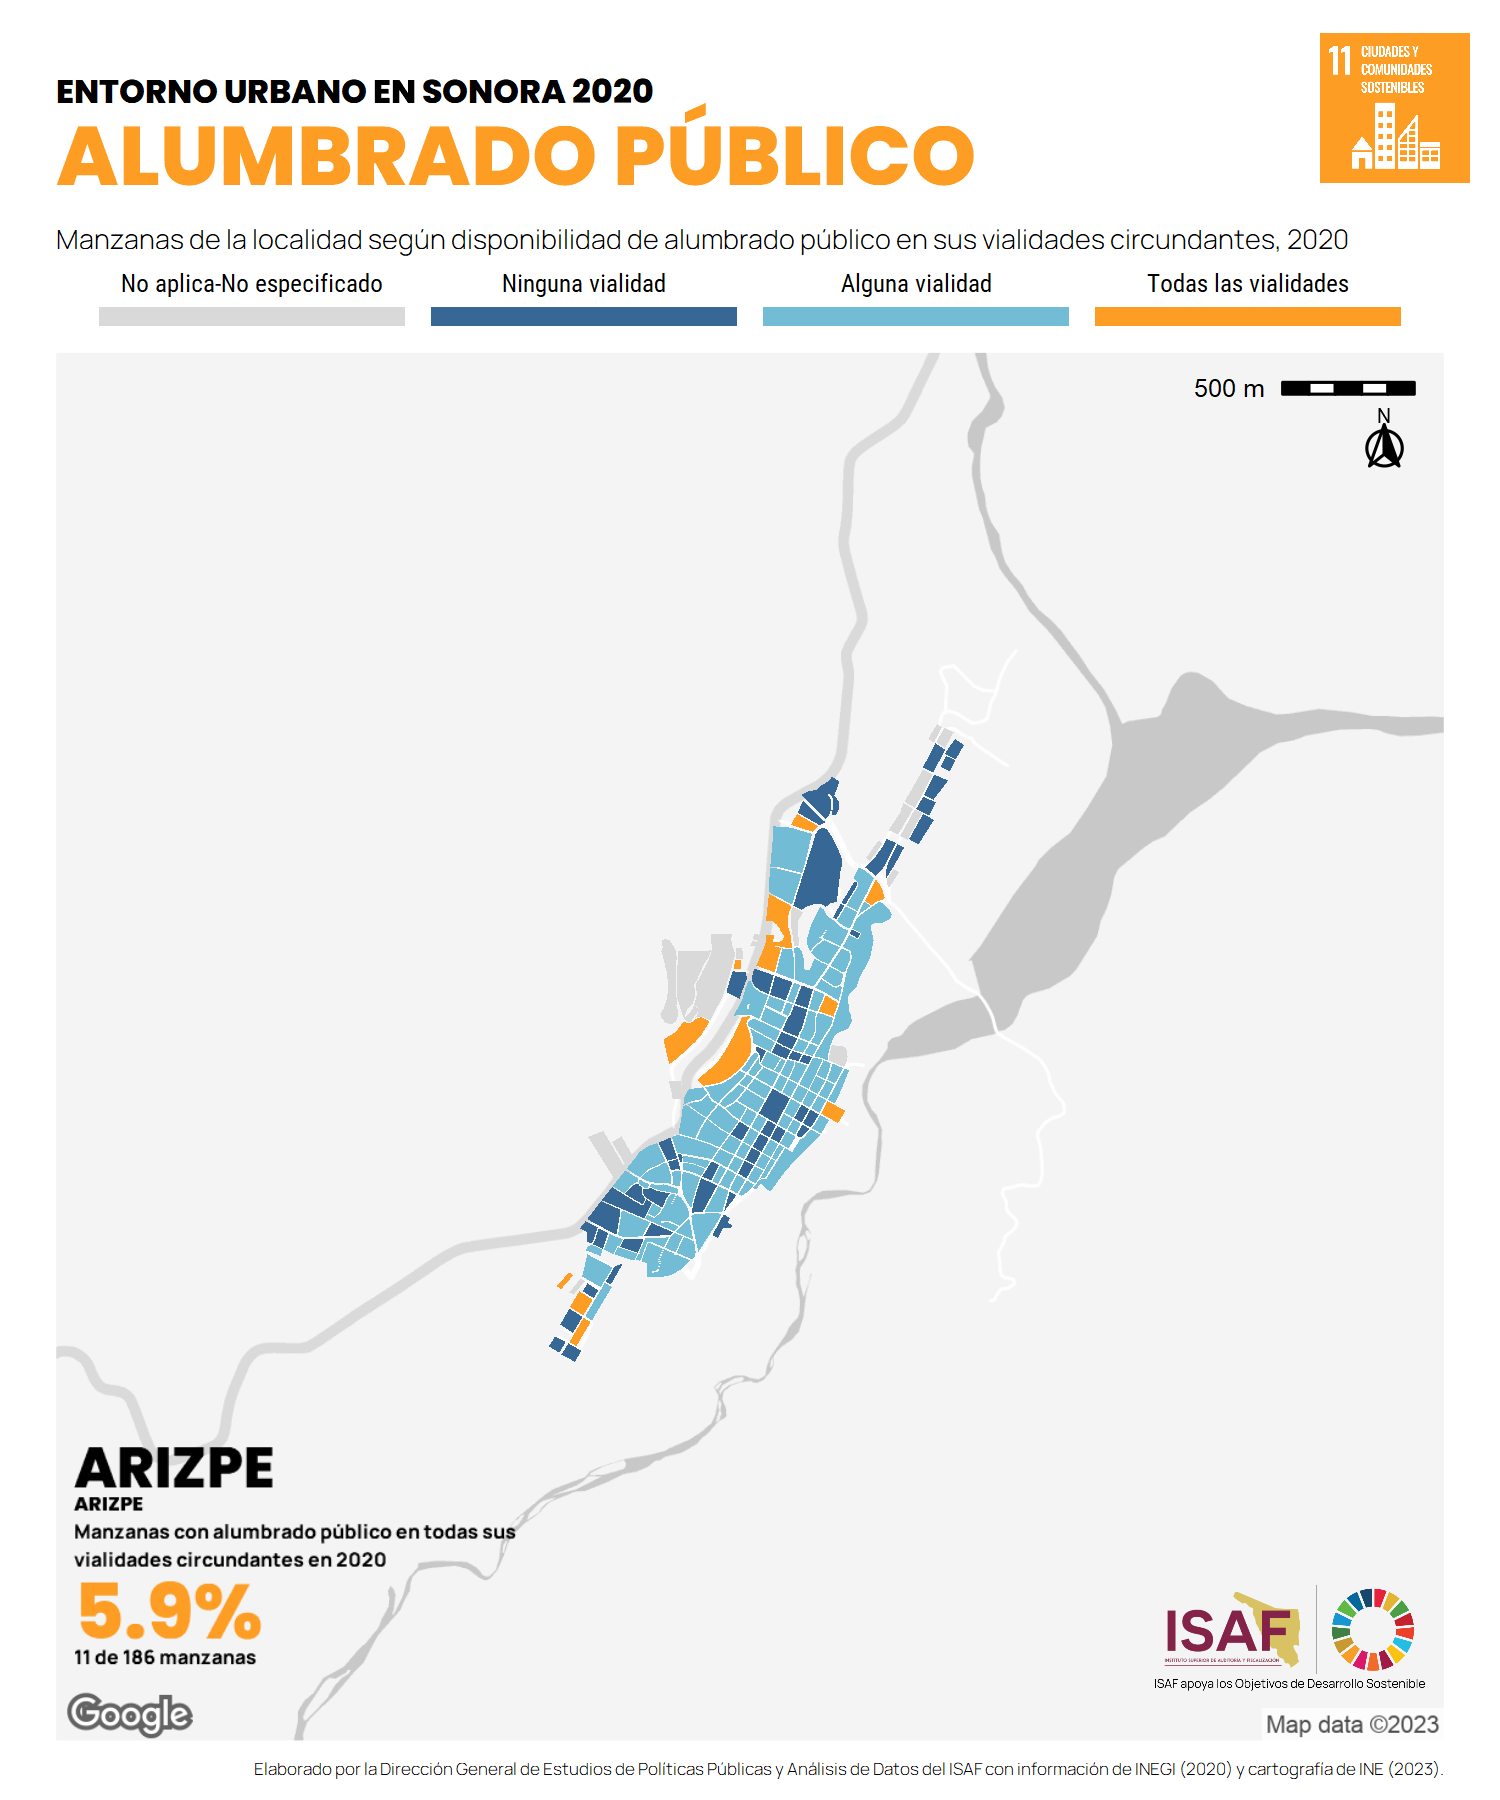 ENTORNO URBANO EN SONORA 2020
ALUMBRADO PÚBLICO
11 CIUDADES Y
COMUNIDADES
SOSTENIBLES
Manzanas de la localidad según disponibilidad de alumbrado público en sus vialidades circundantes, 2020
No aplica-No especificado
Ninguna vialidad
Alguna vialidad
Todas las vialidades
500 m
N
ARIZPE
ARIZPE
Manzanas con alumbrado público en todas sus
vialidades circundantes en 2020
5.9%
11 de 186 manzanas
Google
ISAF
INSTITUTO SUPERIOR DE AUDITORÍA Y FISCALIZACIÓN
ISAF apoya los Objetivos de Desarrollo Sostenible
Map data ©2023
Elaborado por la Dirección General de Estudios de Políticas Públicas y Análisis de Datos del ISAF con información de INEGI (2020) y cartografía de INE (2023).